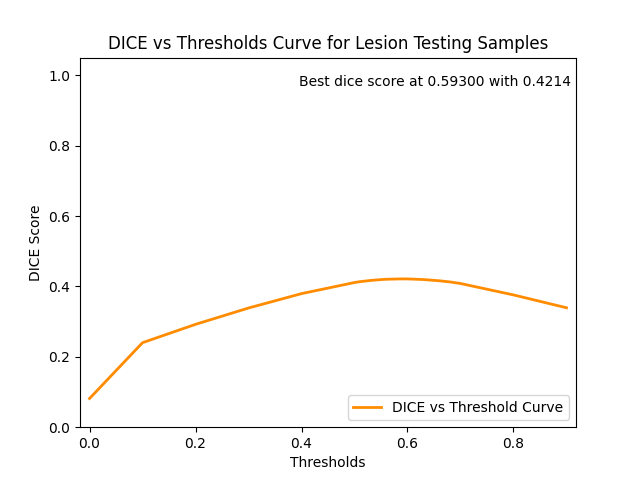 DICE vs Thresholds Curve for Lesion Testing Samples
Best dice score at 0.59300 with 0.4214
1.0
0.8
0.6
0.4
0.2
0.0
DICE Score
DICE vs Threshold Curve
0.0 0.2 0.4 0.6 0.8
Thresholds